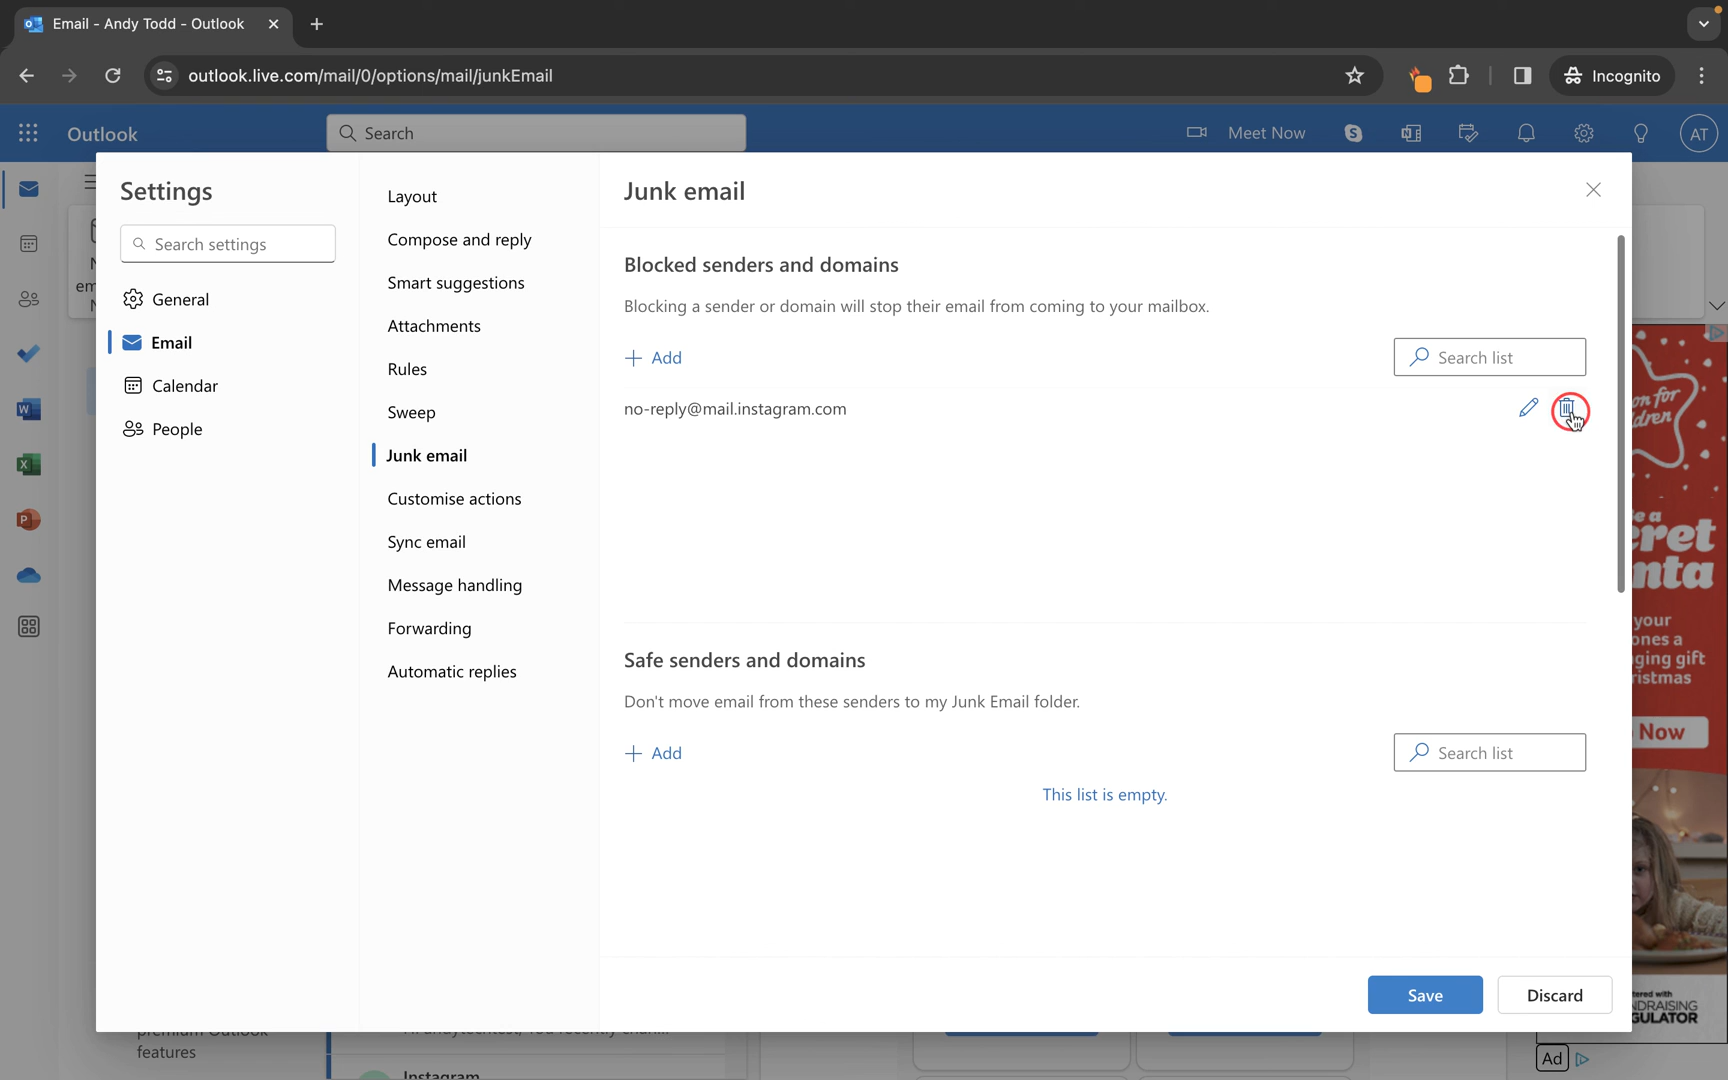 Email - Andy Todd - Outlook
outlook.live.com/mail/0/options/mail/junkEmail
Incognito
Outlook
Search
Meet Now
AT
Settings
Search settings
General
Email
Calendar
People
Layout
Compose and reply
Smart suggestions
Attachments
Rules
Sweep
Junk email
Customise actions
Sync email
Message handling
Forwarding
Automatic replies
Junk email
Blocked senders and domains
Blocking a sender or domain will stop their email from coming to your mailbox.
Add
Search list
no-reply@mail.instagram.com
Safe senders and domains
Don't move email from these senders to my Junk Email folder.
Add
Search list
This list is empty.
Save
Discard
premium Outlook
features
Instagram
your
Now
Ad